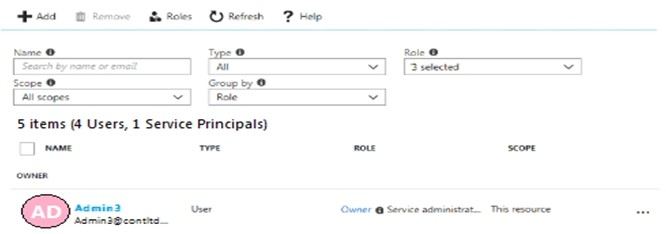 Add Remove Roles Refresh ? Help
Name Type Role
Search by name or email All 3 selected
Scope Group by
All scopes Role
5 items (4 Users, 1 Service Principals)
NAME TYPE ROLE SCOPE
OWNER
AD Admin3 User Owner Service administrat... This resource ...
Admin3@contltd...